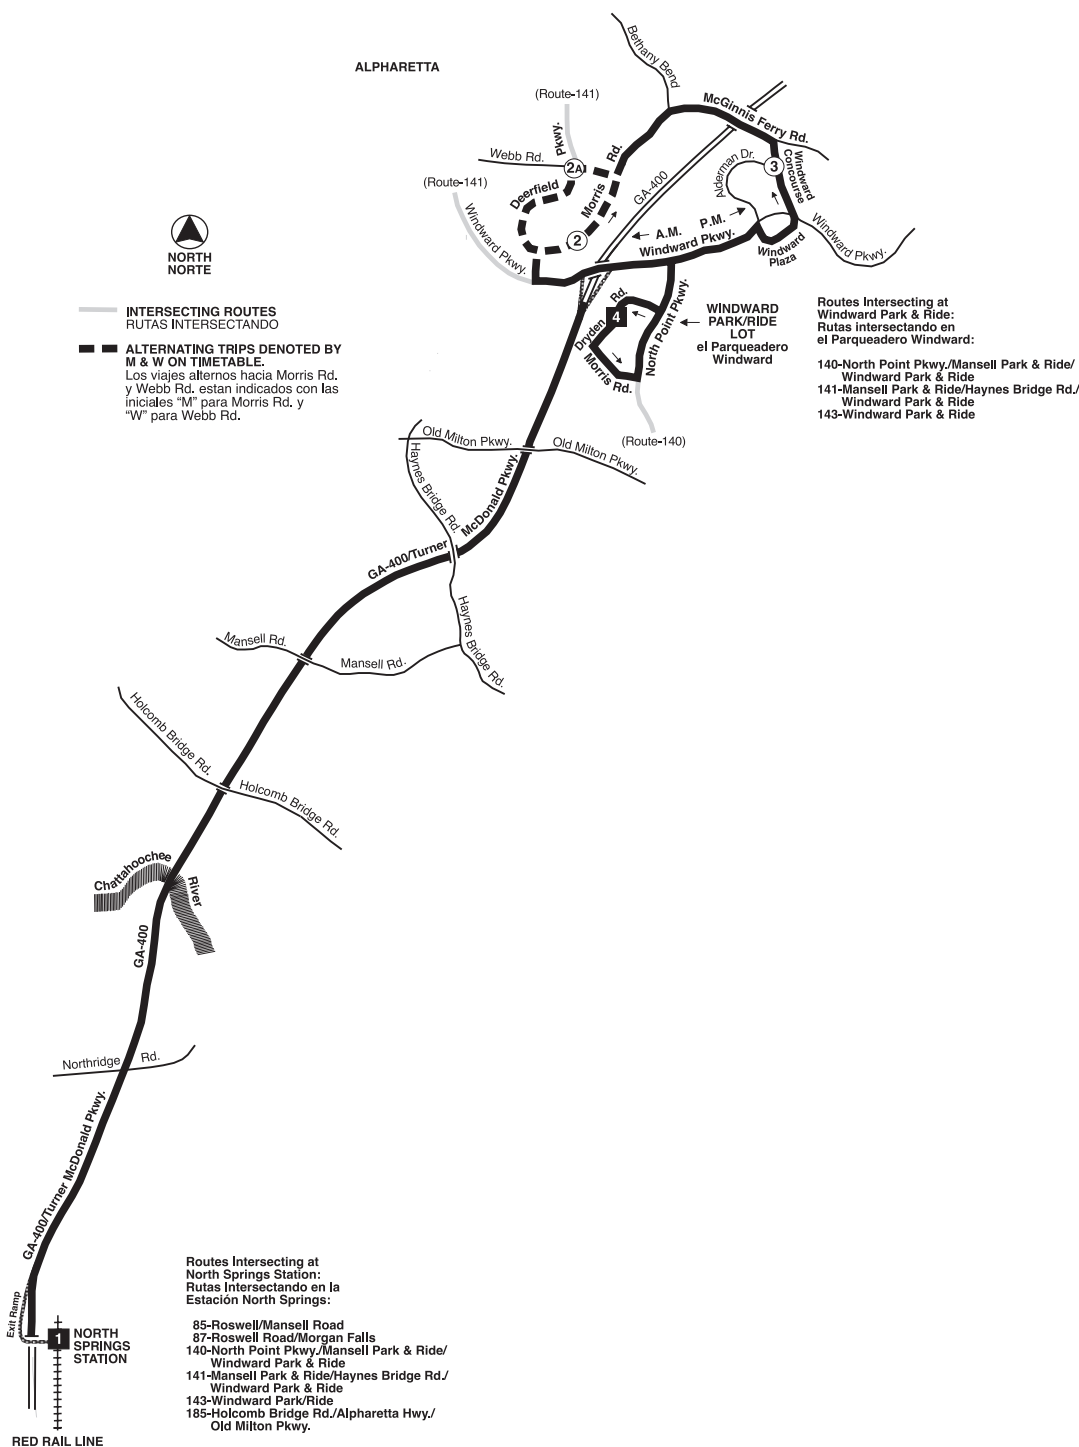 ALPHARETTA
Bethany Bend
(Route-141)
McGinnis Ferry Rd.
Pkwy.
Webb Rd.
2A
Rd.
Alderman Dr.
3
Windward
Concourse
(Route-141)
Deerfield
Morris
GA-400
Windward Pkwy.
2
A.M.
P.M.
Windward Pkwy.
Windward
Plaza
Windward Pkwy.
NORTH
NORTE
INTERSECTING ROUTES
RUTAS INTERSECTANDO
ALTERNATING TRIPS DENOTED BY
M & W ON TIMETABLE.
Los viajes alternos hacia Morris Rd.
y Webb Rd. estan indicados con las
iniciales “M” para Morris Rd. y
“W” para Webb Rd.
Dryden Rd.
4
Morris Rd.
North Point Pkwy.
WINDWARD
PARK/RIDE
LOT
el Parqueadero
Windward
Routes Intersecting at
Windward Park & Ride:
Rutas intersectando en
el Parqueadero Windward:
140-North Point Pkwy./Mansell Park & Ride/
Windward Park & Ride
141-Mansell Park & Ride/Haynes Bridge Rd./
Windward Park & Ride
143-Windward Park & Ride
(Route-140)
Old Milton Pkwy.
Old Milton Pkwy.
Haynes Bridge Rd.
GA-400/Turner McDonald Pkwy.
Haynes Bridge Rd.
Mansell Rd.
Mansell Rd.
Holcomb Bridge Rd.
Holcomb Bridge Rd.
Chattahoochee River
GA-400
Northridge Rd.
GA-400/Turner McDonald Pkwy.
Exit Ramp
1
NORTH
SPRINGS
STATION
RED RAIL LINE
Routes Intersecting at
North Springs Station:
Rutas Intersectando en la
Estación North Springs:
85-Roswell/Mansell Road
87-Roswell Road/Morgan Falls
140-North Point Pkwy./Mansell Park & Ride/
Windward Park & Ride
141-Mansell Park & Ride/Haynes Bridge Rd./
Windward Park & Ride
143-Windward Park/Ride
185-Holcomb Bridge Rd./Alpharetta Hwy./
Old Milton Pkwy.